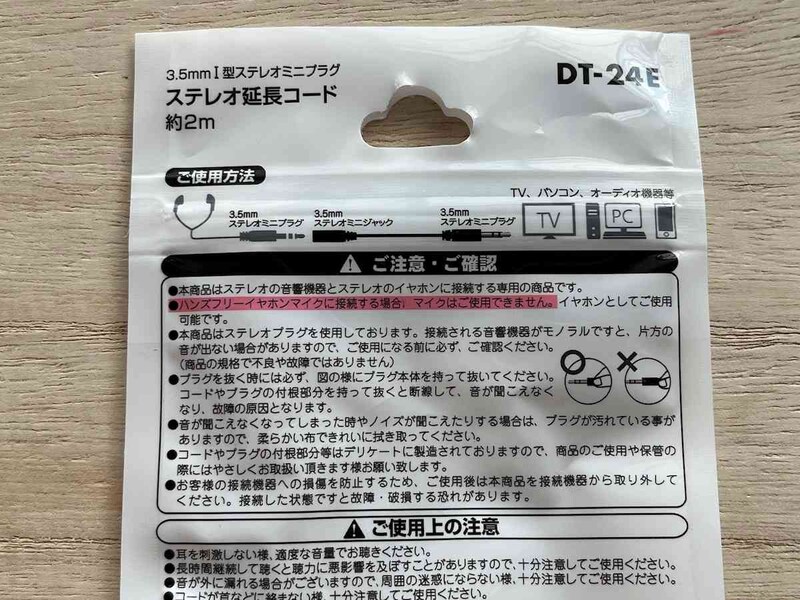 3.5mm I型ステレオミニプラグ
DT-24E
ステレオ延長コード
約2m
ご使用方法
TV、パソコン、オーディオ機器等
3.5mm
ステレオミニプラグ
3.5mm
ステレオミニジャック
3.5mm
ステレオミニプラグ
TV
PC
ご注意・ご確認
●本商品はステレオの音響機器とステレオのイヤホンに接続する専用の商品です。
●ハンズフリーイヤホンマイクに接続する場合、マイクはご使用できません。イヤホンとしてご使用
可能です。
●本商品はステレオプラグを使用しております。接続される音響機器がモノラルですと、片方の
音が出ない場合がありますので、ご使用になる前に必ず、ご確認ください。
(商品の規格で不良や故障ではありません)
●プラグを抜く時には必ず、図の様にプラグ本体を持って抜いてください。
コードやプラグの付根部分を持って抜くと断線して、音が聞こえなく
なり、故障の原因となります。
●音が聞こえなくなってしまった時やノイズが聞こえたりする場合は、プラグが汚れている事が
ありますので、柔らかい布できれいに拭き取ってください。
●コードやプラグの付根部分等はデリケートに製造されておりますので、商品のご使用や保管の
際にはやさしくお取扱い頂きます様お願い致します。
●お客様の接続機器への損傷を防止するため、ご使用後は本商品を接続機器から取り外して
ください。接続した状態ですと故障・破損する恐れがあります。
ご使用上の注意
●耳を刺激しない様、適度な音量でお聴きください。
●長時間継続して聴くと聴力に悪影響を及ぼすことがありますので、十分注意してご使用ください。
●音が外に漏れる場合がございますので、周囲の迷惑にならない様、十分注意してご使用ください。
●コードが首などに絡まない様、十分注意してご使用ください。